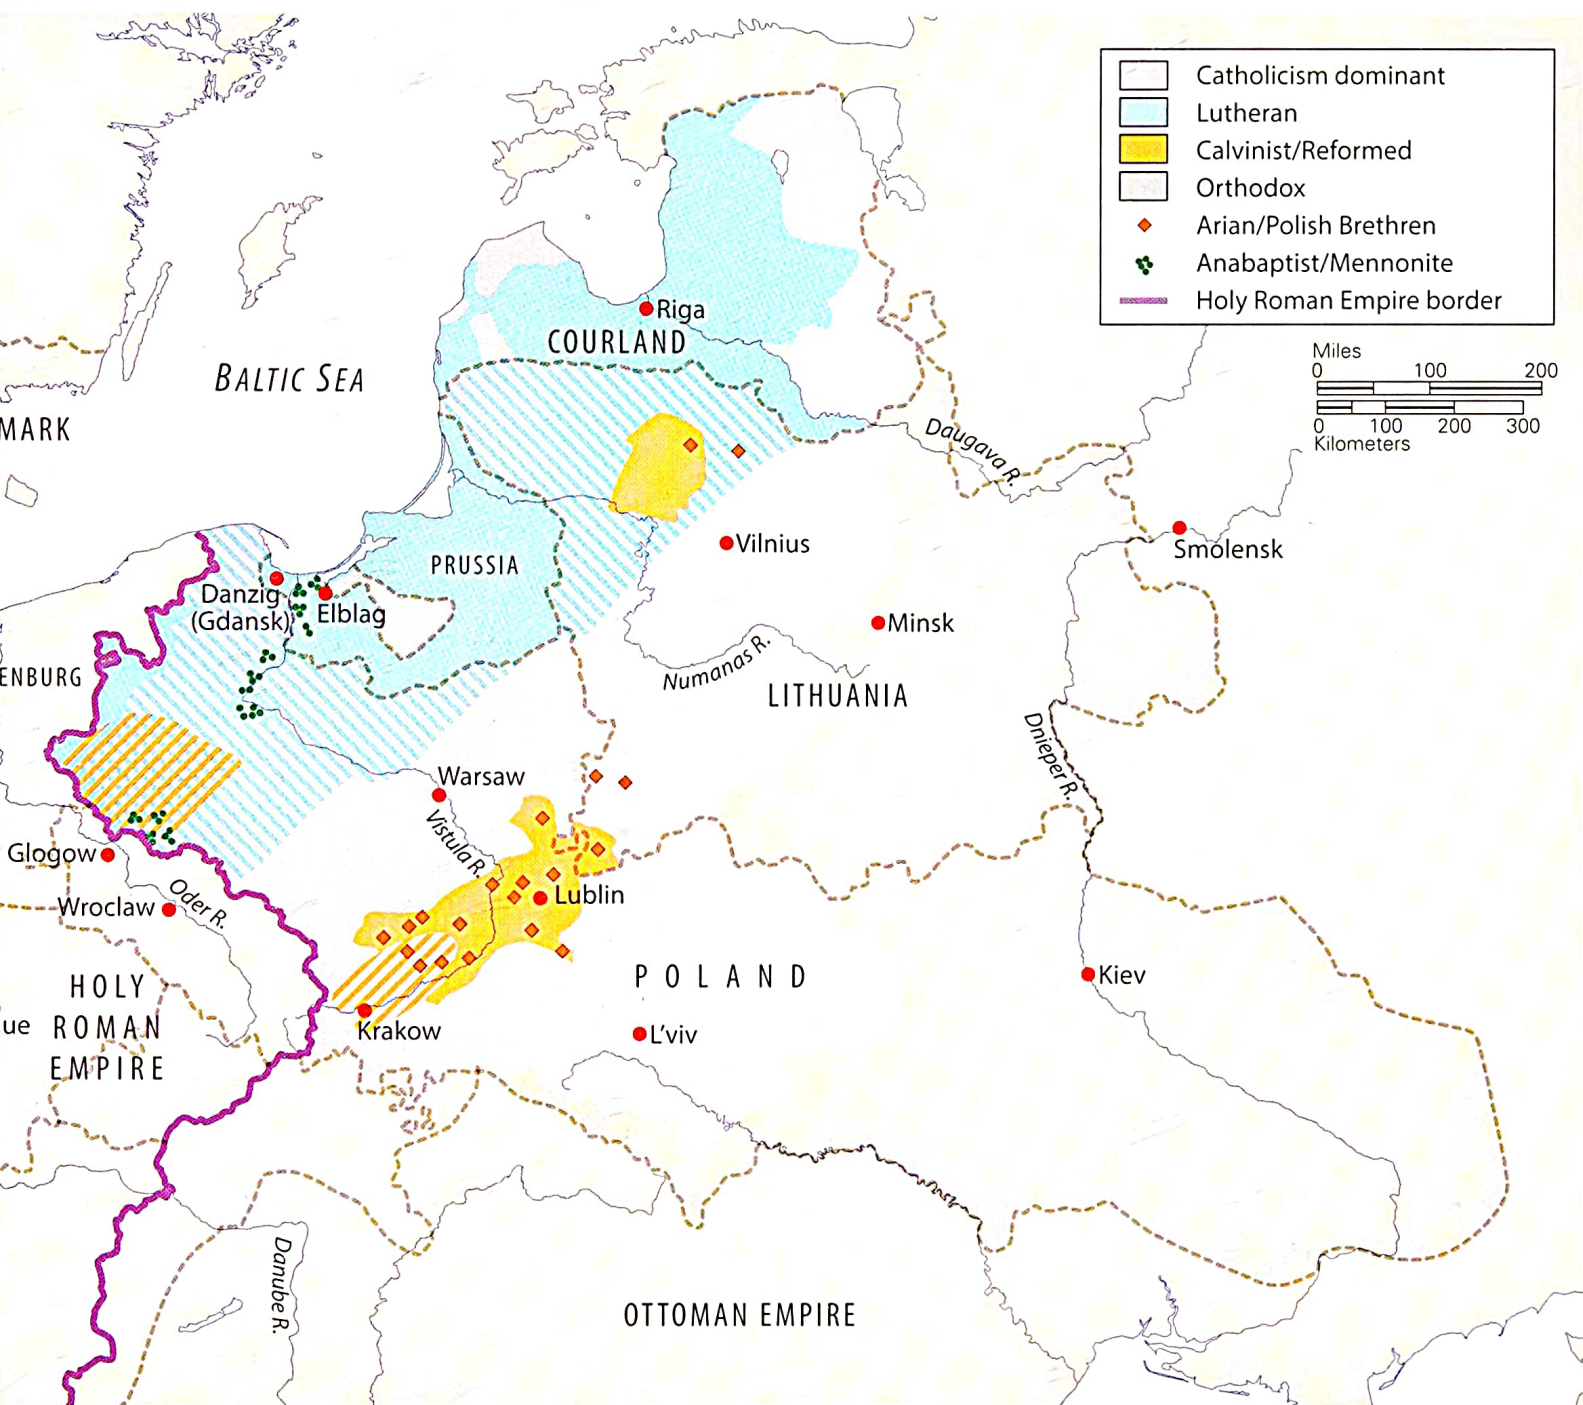 Catholicism dominant
Lutheran
Calvinist/Reformed
Orthodox
Arian/Polish Brethren
Anabaptist/Mennonite
Holy Roman Empire border
Miles
0 100 200
0 100 200 300
Kilometers
Riga
COURLAND
BALTIC SEA
MARK
Daugava R.
Smolensk
Vilnius
PRUSSIA
Danzig
(Gdansk)
Elblag
Minsk
ENBURG
Numanas R.
LITHUANIA
Dnieper R.
Warsaw
Vistula R.
Glogow
Oder R.
Lublin
Wroclaw
POLAND
Kiev
HOLY
ROMAN
EMPIRE
ue
Krakow
L'viv
Danube R.
OTTOMAN EMPIRE